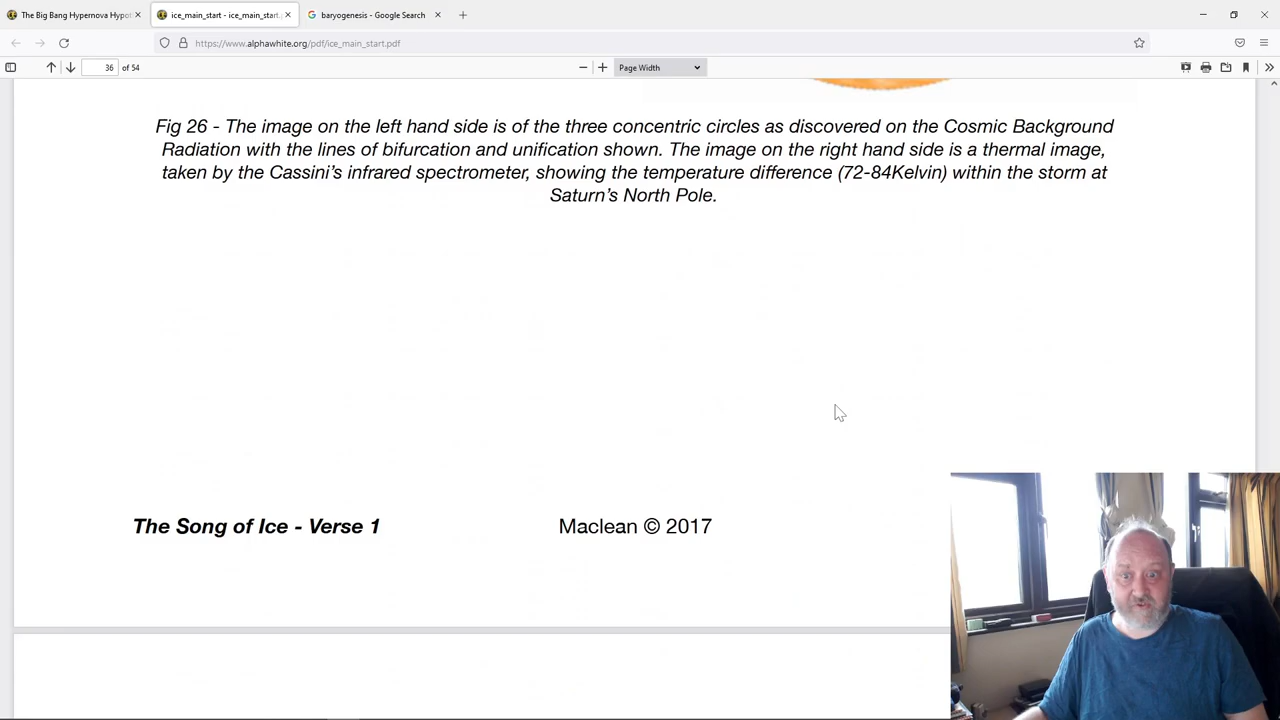 The Big Bang Hypernova Hypot
ice_main_start - ice_main_start.
baryogenesis - Google Search
https://www.alphawhite.org/pdf/ice_main_start.pdf
36 of 54
Page Width
Fig 26 - The image on the left hand side is of the three concentric circles as discovered on the Cosmic Background
Radiation with the lines of bifurcation and unification shown. The image on the right hand side is a thermal image,
taken by the Cassini's infrared spectrometer, showing the temperature difference (72-84Kelvin) within the storm at
Saturn's North Pole.
The Song of Ice - Verse 1
Maclean © 2017